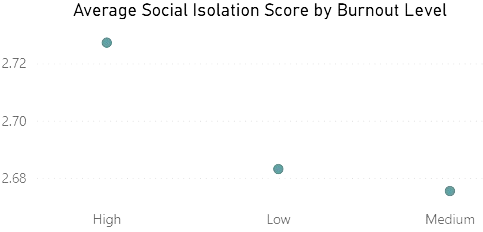 Average Social Isolation Score by Burnout Level
2.72
2.70
2.68
High Low Medium